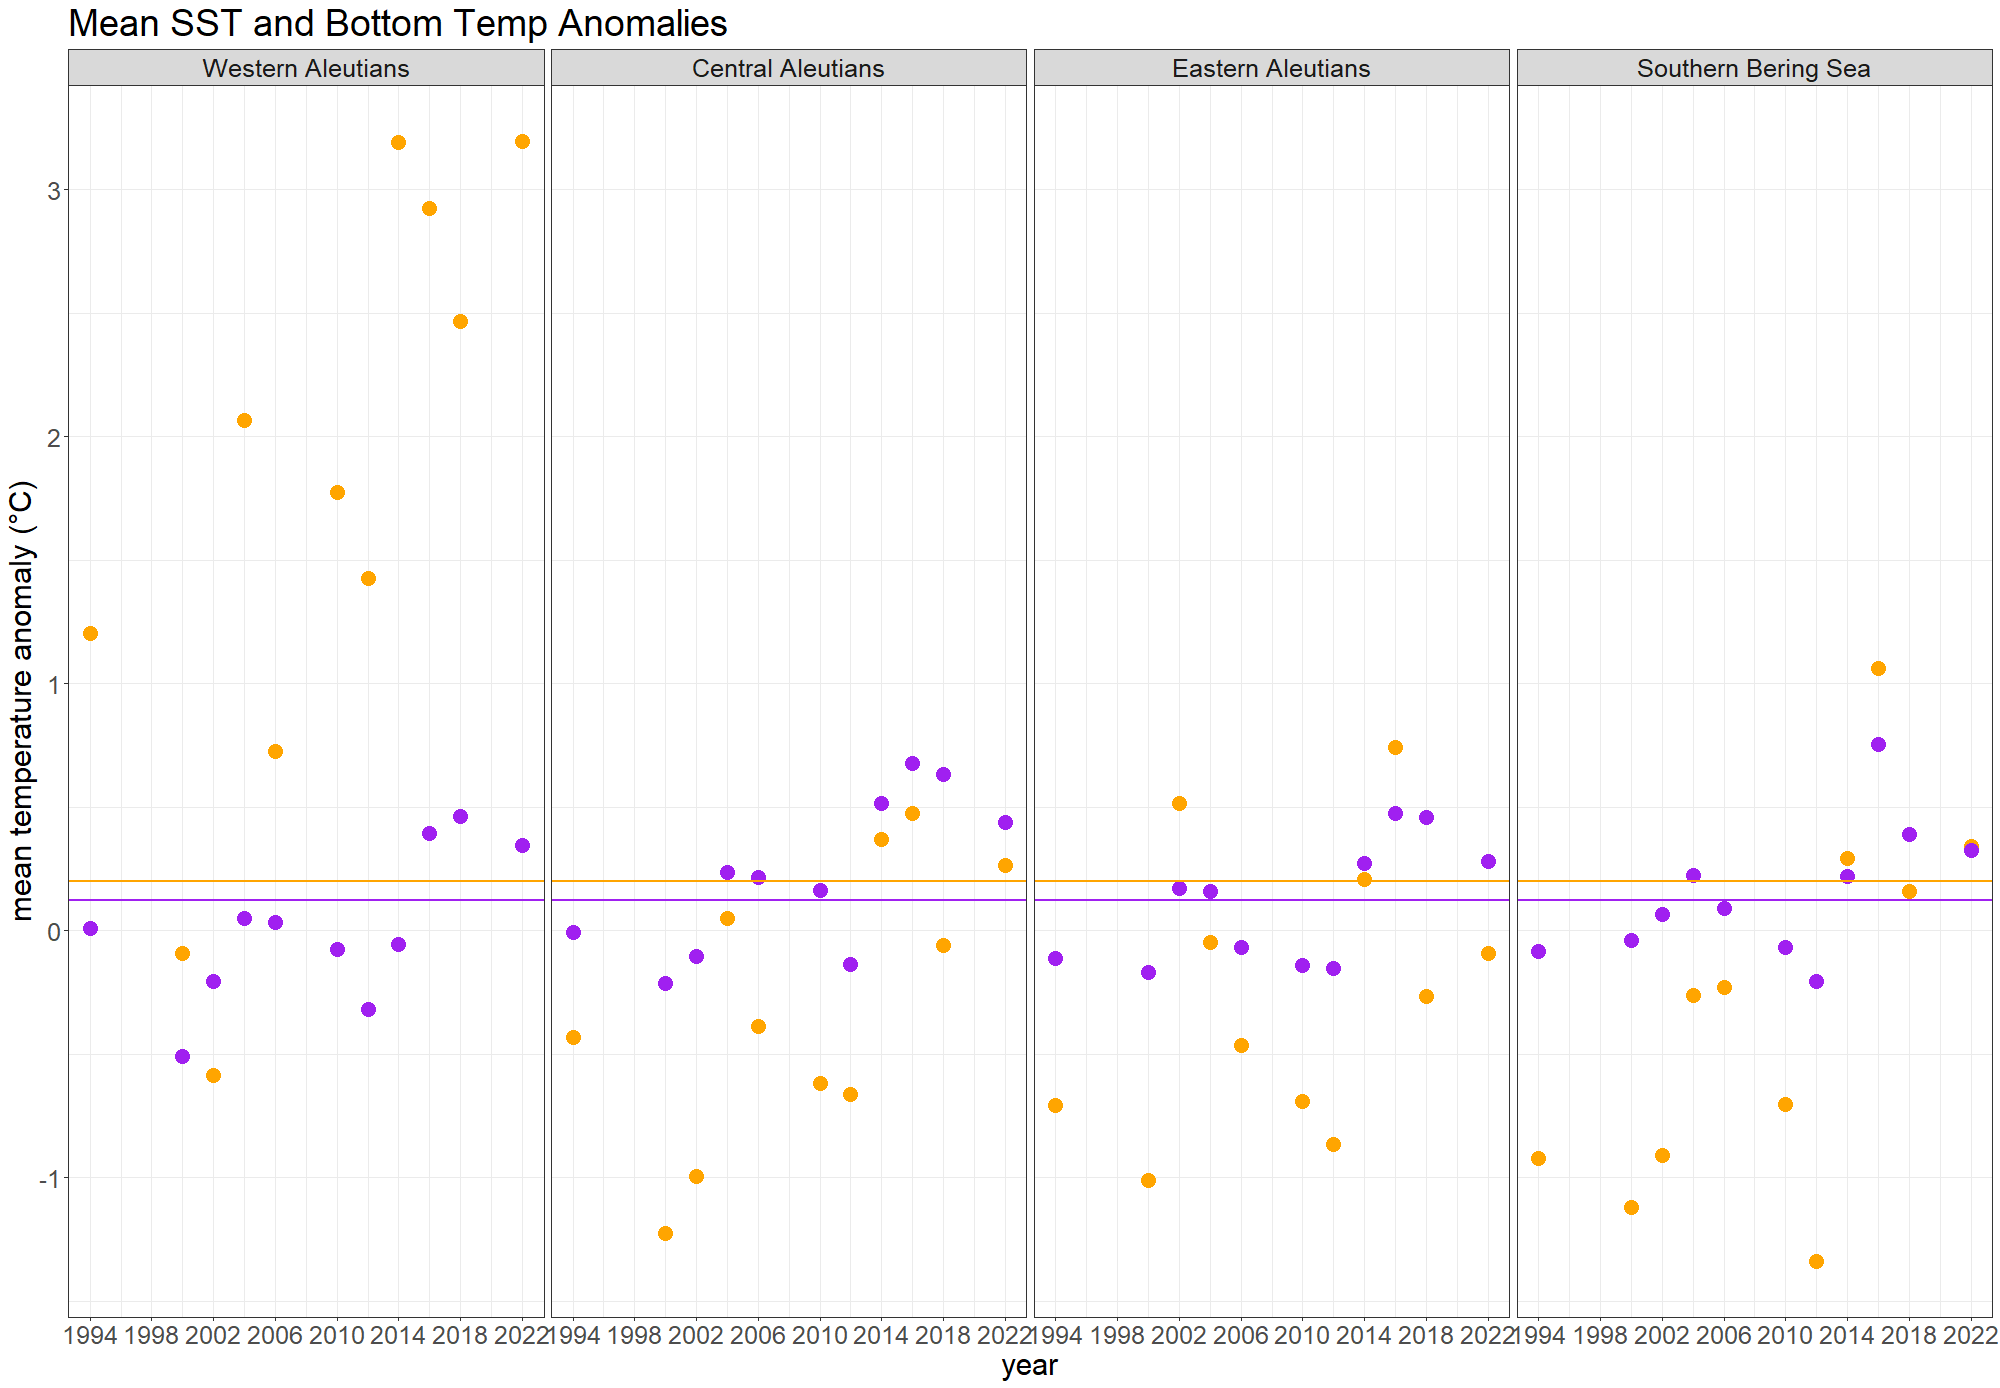 Mean SST and Bottom Temp Anomalies
Western Aleutians Central Aleutians Eastern Aleutians Southern Bering Sea
mean temperature anomaly (°C)
3
2
1
0
-1
1994 1998 2002 2006 2010 2014 2018 2022 1994 1998 2002 2006 2010 2014 2018 2022 1994 1998 2002 2006 2010 2014 2018 2022 1994 1998 2002 2006 2010 2014 2018 2022
year